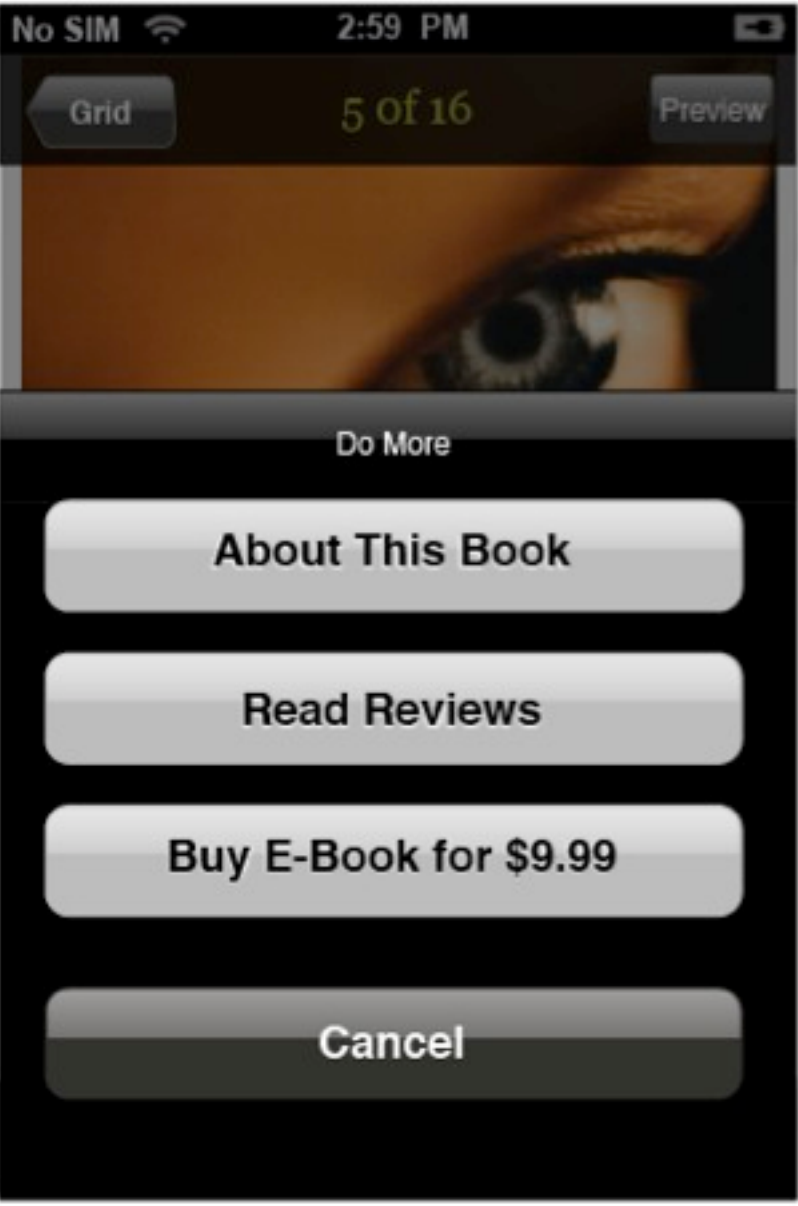 No SIM 2:59 PM
Grid 5 of 16 Preview
Do More
About This Book
Read Reviews
Buy E-Book for $9.99
Cancel